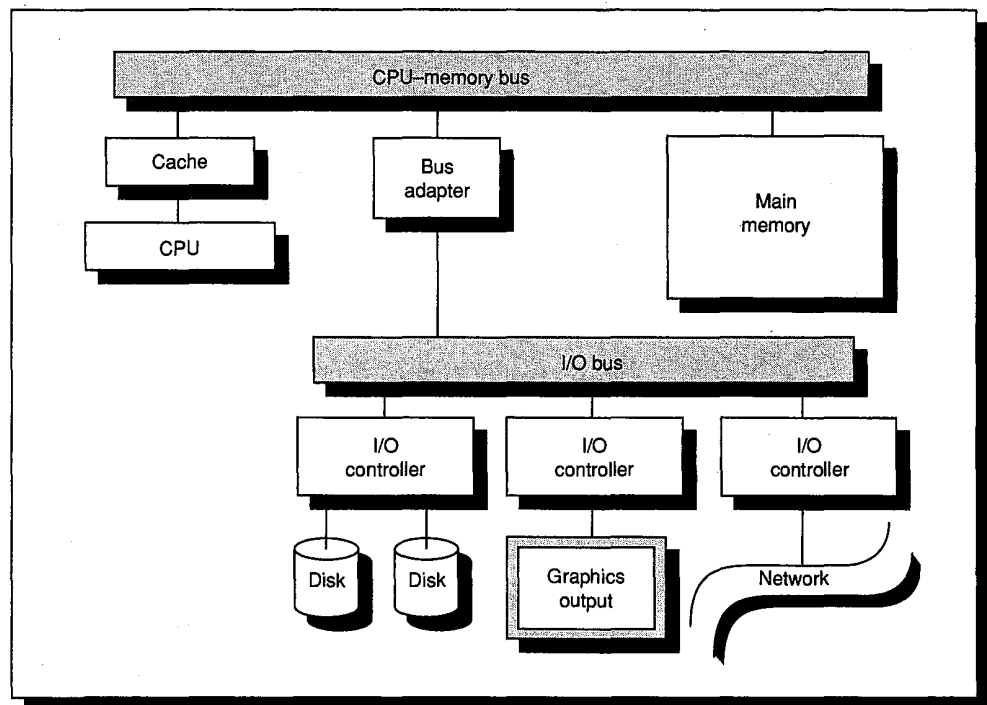 CPU–memory bus
Cache
Bus
adapter
Main
memory
CPU
I/O bus
I/O
controller
I/O
controller
I/O
controller
Disk
Disk
Graphics
output
Network